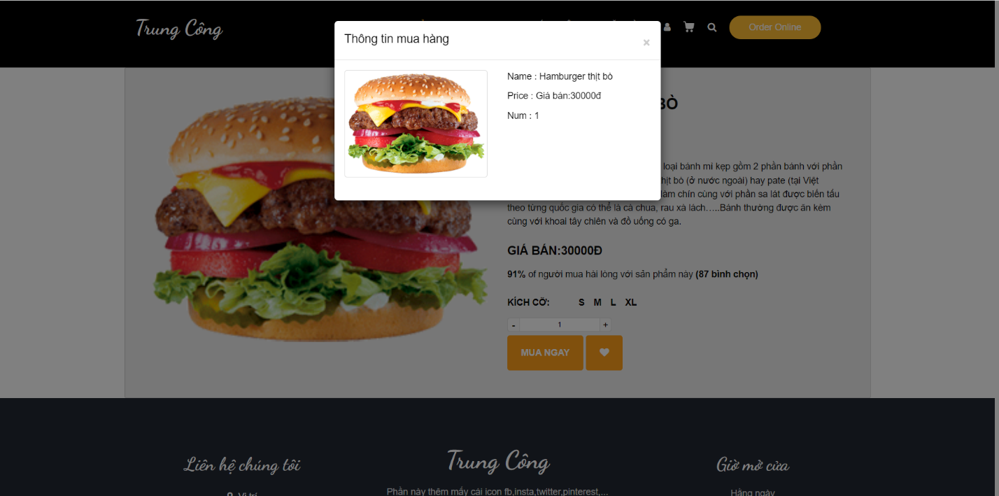 Trung Công
Order Online
Thông tin mua hàng
×
Name : Hamburger thịt bò
Price : Giá bán:30000đ
Num : 1
BÒ
loại bánh mí kẹp gồm 2 phần bánh với phần
thịt bò (ở nước ngoài) hay pate (tại Việt
làm chín cùng với phần sa lát được biến tấu
theo từng quốc gia có thể là cà chua, rau xà lách…..Bánh thường được ăn kèm
cùng với khoai tây chiên và đồ uống có ga.
GIÁ BÁN:30000Đ
91% of người mua hài lòng với sản phẩm này (87 bình chọn)
KÍCH CỠ: S M L XL
- 1 +
MUA NGAY
Liên hệ chúng tôi
Vị trí
Trung Công
Phần này thêm mấy cái icon fb,insta,twitter,pinterest,...
Giờ mở cửa
Hằng ngày